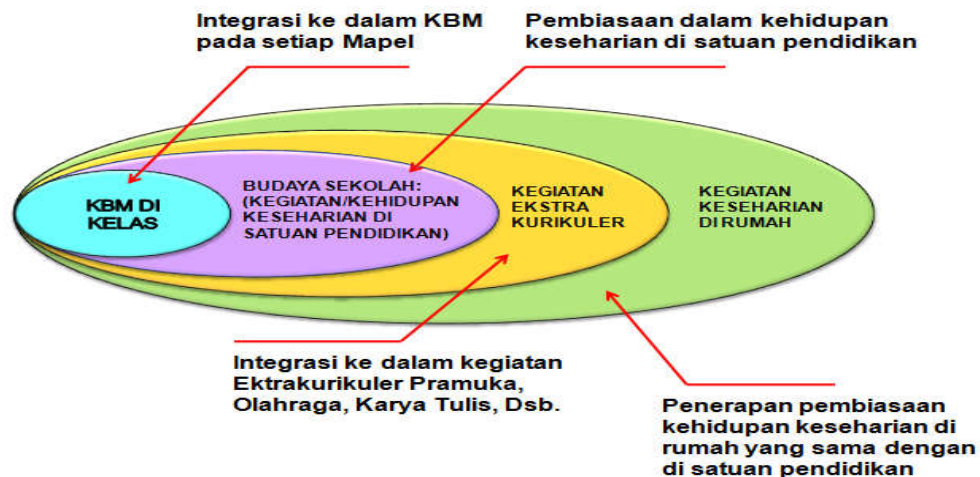 Integrasi ke dalam KBM
pada setiap Mapel
Pembiasaan dalam kehidupan
keseharian di satuan pendidikan
KBM DI
KELAS
BUDAYA SEKOLAH:
(KEGIATAN/KEHIDUPAN
KESEHARIAN DI
SATUAN PENDIDIKAN)
KEGIATAN
EKSTRA
KURIKULER
KEGIATAN
KESEHARIAN
DI RUMAH
Integrasi ke dalam kegiatan
Ektrakurikuler Pramuka,
Olahraga, Karya Tulis, Dsb.
Penerapan pembiasaan
kehidupan keseharian di
rumah yang sama dengan
di satuan pendidikan